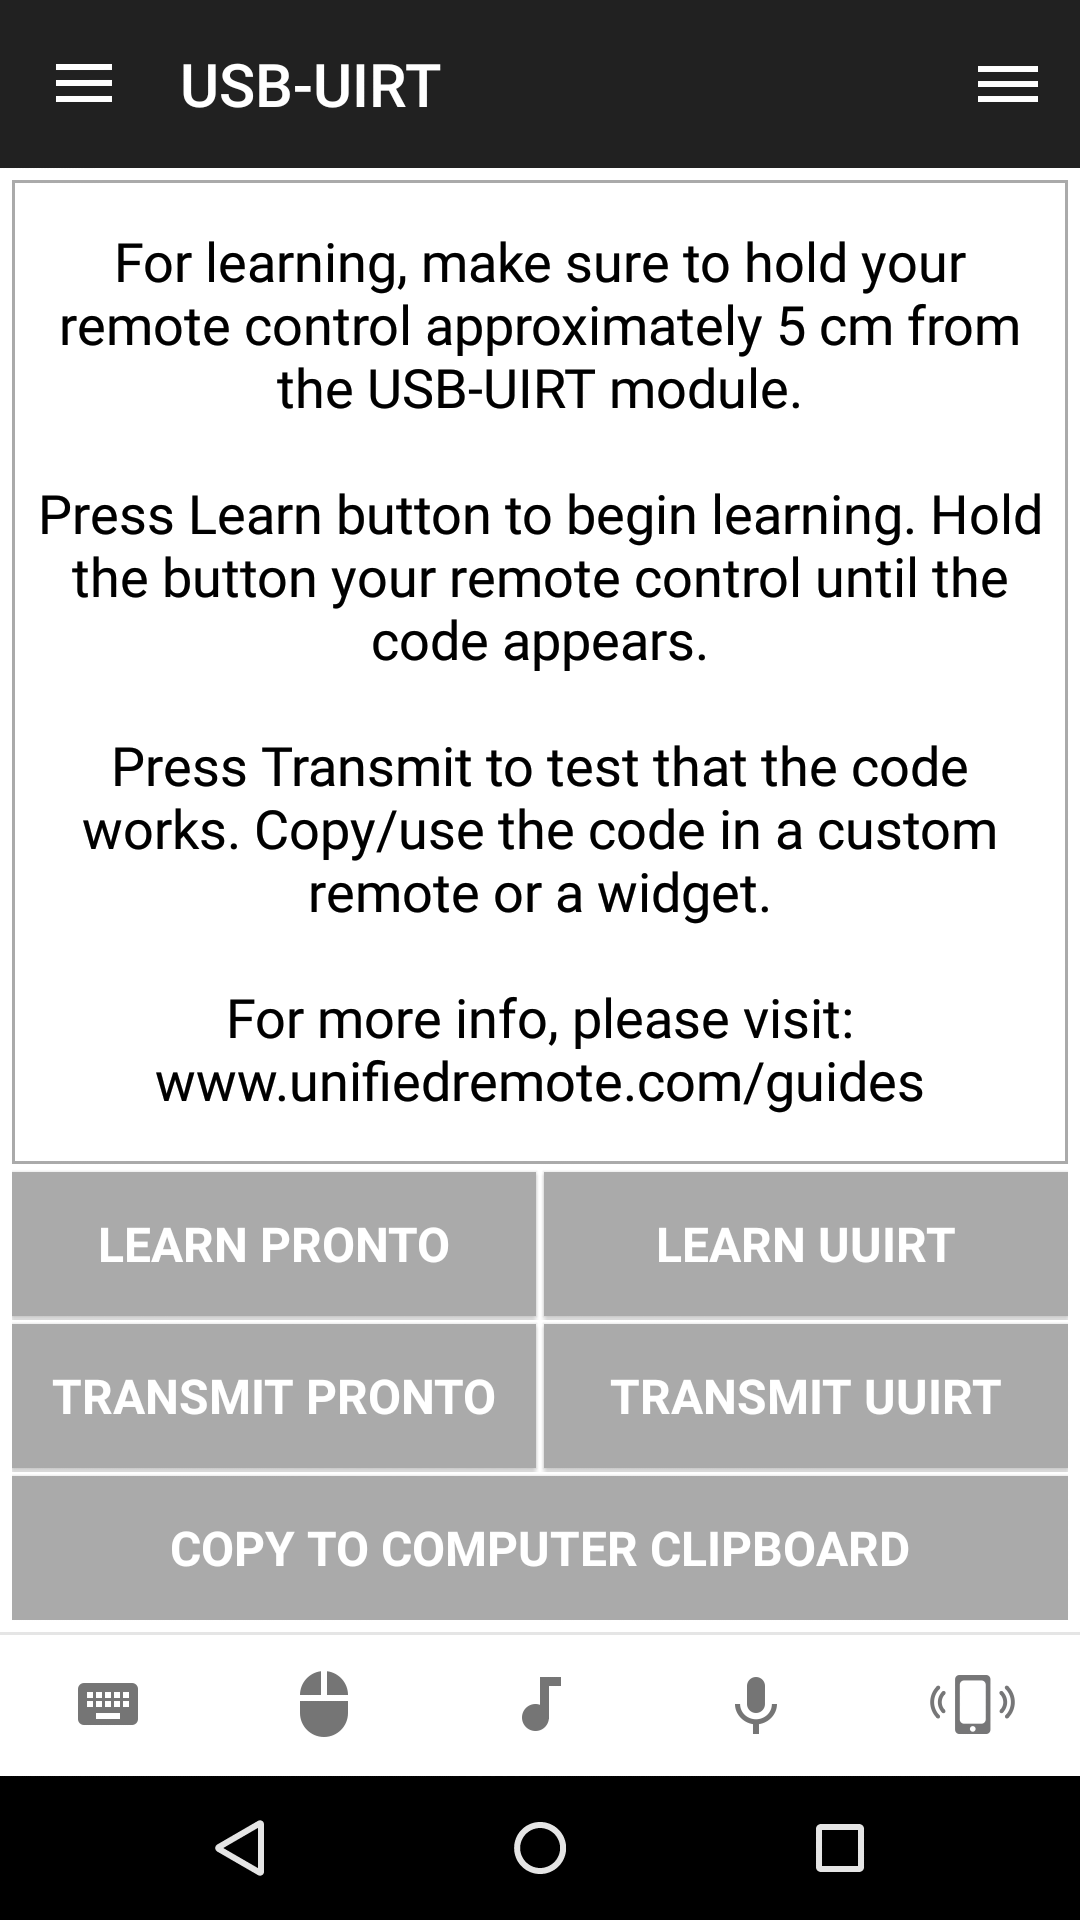 USB-UIRT
For learning, make sure to hold your
remote control approximately 5 cm from
the USB-UIRT module.
Press Learn button to begin learning. Hold
the button your remote control until the
code appears.
Press Transmit to test that the code
works. Copy/use the code in a custom
remote or a widget.
For more info, please visit:
www.unifiedremote.com/guides
LEARN PRONTO
LEARN UUIRT
TRANSMIT PRONTO
TRANSMIT UUIRT
COPY TO COMPUTER CLIPBOARD